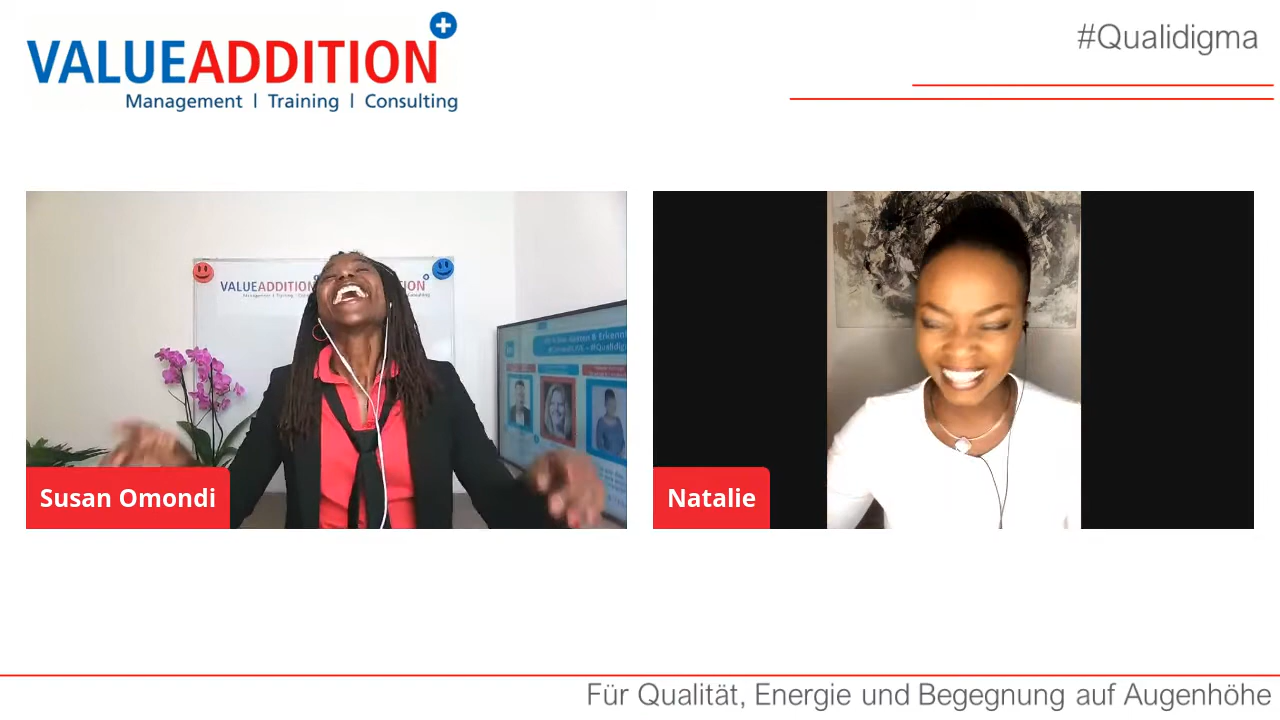 VALUEADDITION
Management | Training | Consulting
#Qualidigma
VALUEADDITION
Susan Omondi
Natalie
Für Qualität, Energie und Begegnung auf Augenhöhe